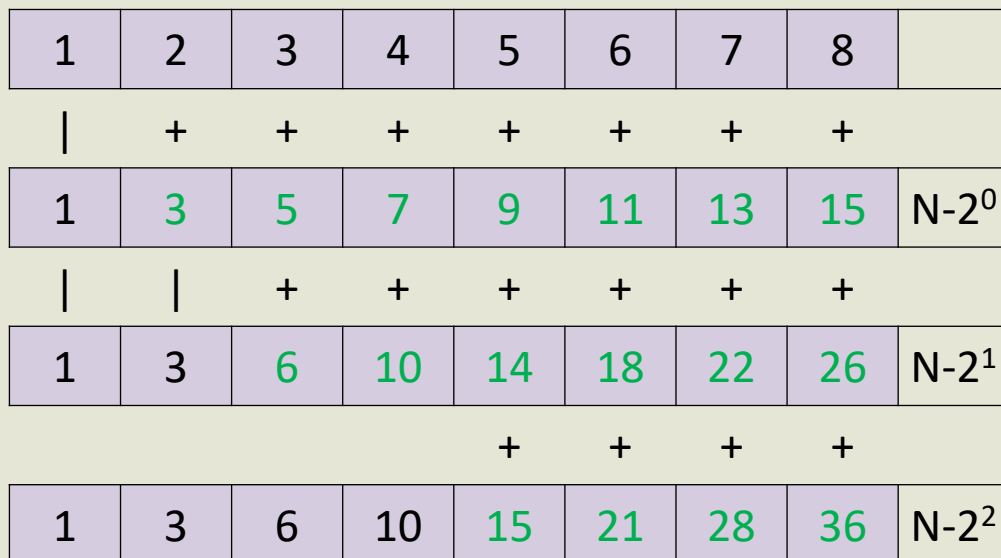 1 2 3 4 5 6 7 8
| + + + + + + +
1 3 5 7 9 11 13 15 N-2⁰
| | + + + + + +
1 3 6 10 14 18 22 26 N-2¹
+ + + +
1 3 6 10 15 21 28 36 N-2²